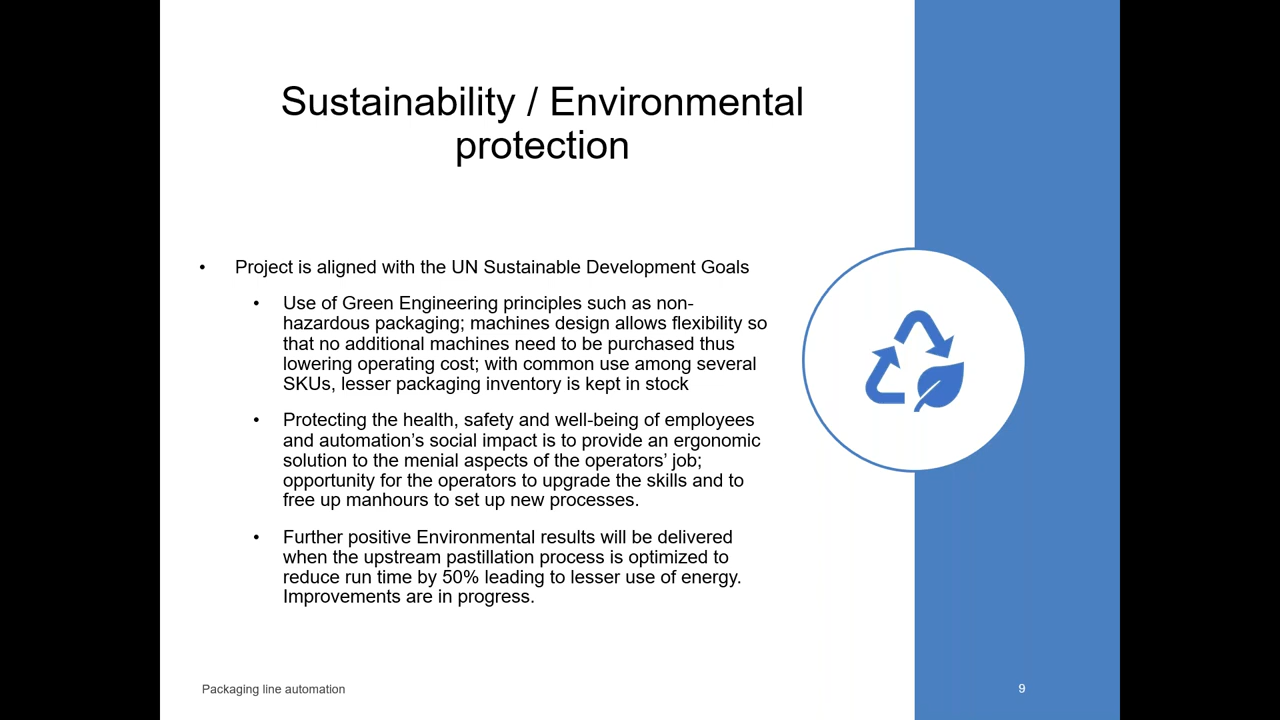 Sustainability / Environmental
protection
• Project is aligned with the UN Sustainable Development Goals
• Use of Green Engineering principles such as non-
hazardous packaging; machines design allows flexibility so
that no additional machines need to be purchased thus
lowering operating cost; with common use among several
SKUs, lesser packaging inventory is kept in stock
• Protecting the health, safety and well-being of employees
and automation’s social impact is to provide an ergonomic
solution to the menial aspects of the operators’ job;
opportunity for the operators to upgrade the skills and to
free up manhours to set up new processes.
• Further positive Environmental results will be delivered
when the upstream pastillation process is optimized to
reduce run time by 50% leading to lesser use of energy.
Improvements are in progress.
Packaging line automation
9